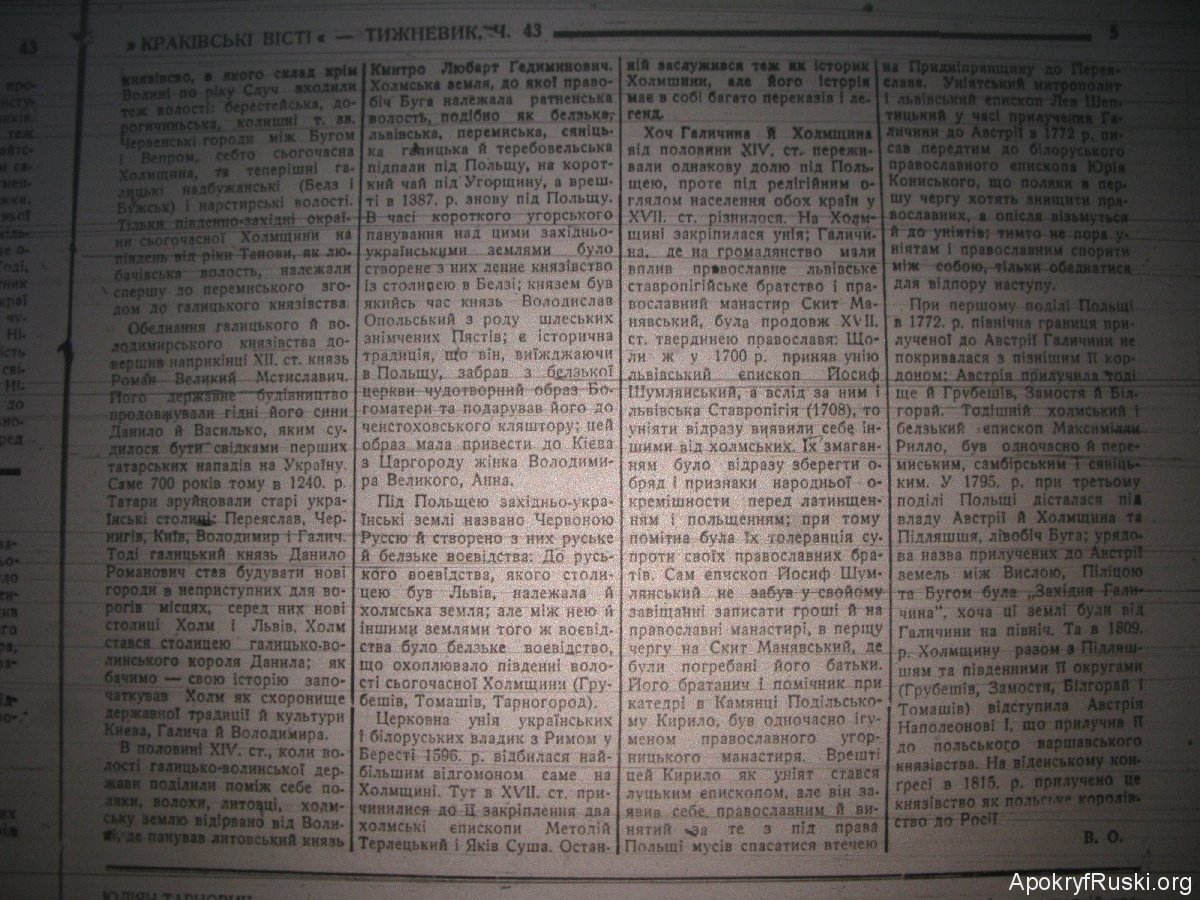 43
» КРАКІВСЬКІ ВІСТІ « — ТИЖНЕВИК, Ч. 43
5
князівсво, в якого склад крім
Волині по ріку Случ входили
теж волості: берестейська, до-
рогичинська, колишні т. зв.
Червенські городи між Бугом
і Вепром, себто сьогочасна
Холмщина, та теперішні га-
лицькі надбужанські (Белз і
Бужськ) і нарстирські волості.
Тільки південно-західні окраї-
ни сьогочасної Холмщини на
південь від ріки Танови, як лю-
бачівська волость, належали
спершу до перемиського зго-
дом до галицького князівства.
Обєднання галицького й во-
лодимирського князівства до-
вершив наприкінці XII. ст. князь
Роман Великий Мстиславич.
Його державне будівництво
продовжували гідні його сини
Данило й Василько, яким су-
дилося бути свідками перших
татарських нападів на Україну.
Саме 700 років тому в 1240. р.
Татари зруйновали старі укра-
їнські столиці: Переяслав, Чер-
нигів, Київ, Володимир і Галич.
Тоді галицький князь Данило
Романович став будувати нові
городи в неприступних для во-
рогів місцях, серед них нові
столиці Холм і Львів. Холм
стався столицею галицько-во-
линського короля Данила; як
бачимо — свою історію запо-
чаткував Холм як схоронище
державної традиції й культури
Києва, Галича й Володимира.
В половині XIV. ст., коли во-
лості галицько-волинської дер-
жави поділили поміж себе по-
ляки, волохи, литовці, холм-
ську землю відірвано від Воли-
ні, де панував литовський князь
Кмитро Любарт Ґедиминович.
Холмська земля, до якої право-
біч Буга належала ратненська
волость, подібно як белзька,
львівська, перемиська, сяніць-
ка галицька й теребовельська
підпали під Польщу, на корот-
кий чай під Угорщину, а вреш-
ті в 1387. р. знову під Польщу.
В часі короткого угорського
панування над цими західньо-
українськими землями було
створене з них ленне князівство
із столицею в Белзі; князем був
якийсь час князь Володислав
Опольський з роду шлеських
знімчених Пястів; є історична
традиція, що він, виїжджаючи
в Польщу, забрав з белзької
церкви чудотворний образ Бо-
гоматери та подарував його до
ченстоховського кляштору; цей
образ мала привести до Києва
з Царгороду жінка Володими-
ра Великого, Анна.
Під Польщею західньо-укра-
їнські землі названо Червоною
Руссю й створено з них руське
й белзьке воєвідства. До русь-
кого воєвідства, якого столи-
цею був Львів, належала й
холмська земля; але між нею й
іншими землями того ж воєвід-
ства було белзьке воєвідство,
що охоплювало південні воло-
сті сьогочасної Холмщини (Гру-
бешів, Томашів, Тарногород).
Церковна унія українських
і білоруських владик з Римом у
Бересті 1596. р. відбилася най-
більшим відгомоном саме на
Холмщині. Тут в XVII. ст. при-
чинилися до її закріплення два
холмські єпископи Метолій
Терлецький і Яків Суша. Остан-
ній заслужився теж як історик
Холмщини, але його історія
має в собі багато переказів і ле-
генд.
Хоч Галичина й Холмщина
від половини XIV. ст. пережи-
вали однакову долю під Поль-
щею, проте під релігійним о-
глядом населення обох країн у
XVII. ст. різнилося. На Холм-
щині закріпилася унія; Галичи-
на, де на громадянство мали
вплив православне львівське
ставропігійське братство і пра-
вославний манастир Скит Ма-
нявський, була продовж XVII.
ст. твердинею православя. Що-
ли ж у 1700 р. приняв унію
львівський єпископ Йосиф
Шумлянський, а вслід за ним і
львівська Ставропігія (1708), то
уніяти відразу виявили себе ін-
шими від холмських. Їх змаган-
ням було відразу зберегти о-
бряд і признаки народньої о-
кремішности перед латинщен-
ням і польщенням; при тому
помітна була їх толеранція су-
проти своїх православних бра-
тів. Сам епископ Йосиф Шум-
лянський не забув у свойому
завіщанні записати гроші й на
православні манастирі, в першу
чергу на Скит Манявський, де
були погребані його батьки.
Його братанич і помічник при
катедрі в Камянці Подільсько-
му Кирило, був одночасно ігу-
меном православного угор-
ницького манастиря. Врешті
цей Кирило як уніят стався
луцьким епископом, але він за-
явив себе православним й ви-
нятий за те з під права
Польщі мусів спасатися втечею
на Придніпрянщину до Перея-
слава. Уніятський митрополит
і львівський епископ Лев Шеп-
тицький у часі прилучення Га-
личини до Австрії в 1772 р. пи-
сав передтим до білоруського
православного епископа Юрія
Кониського, що поляки в пер-
шу чергу хотять знищити пра-
вославних, а опісля візьмуться
й до уніятів; тимто не пора у-
ніятам і православним спорити
між собою, тільки обєднатися
для відпору наступу.
При першому поділі Польщі
в 1772. р. північна границя при-
лученої до Австрії Галичини не
покривалася з пізнішим її кор-
доном; Австрія прилучила тоді
ще й Грубешів, Замостя й Біл-
горай. Тодішній холмський і
белзький епископ Максиміліян
Рилло, був одночасно й пере-
миським, самбірським і сяніць-
ким. У 1795. р. при третьому
поділі Польщі дісталася під
владу Австрії й Холмщина та
Підляшшя, лівобіч Буга; урядо-
ва назва прилучених до Австрії
земель між Вислою, Піліцою
та Бугом була „Західня Гали-
чина“, хоча ці землі були від
Галичини на північ. Та в 1809.
р. Холмщину разом з Підляш-
шям та південними її округами
(Грубешів, Замостя, Білгорай і
Томашів) відступила Австрія
Наполеонові І, що прилучив її
до польського варшавського
князівства. На віденському кон-
ґресі в 1815. р. прилучено це
князівство як польське королів-
ство до Росії
В. О.
ApokryfRuski.org